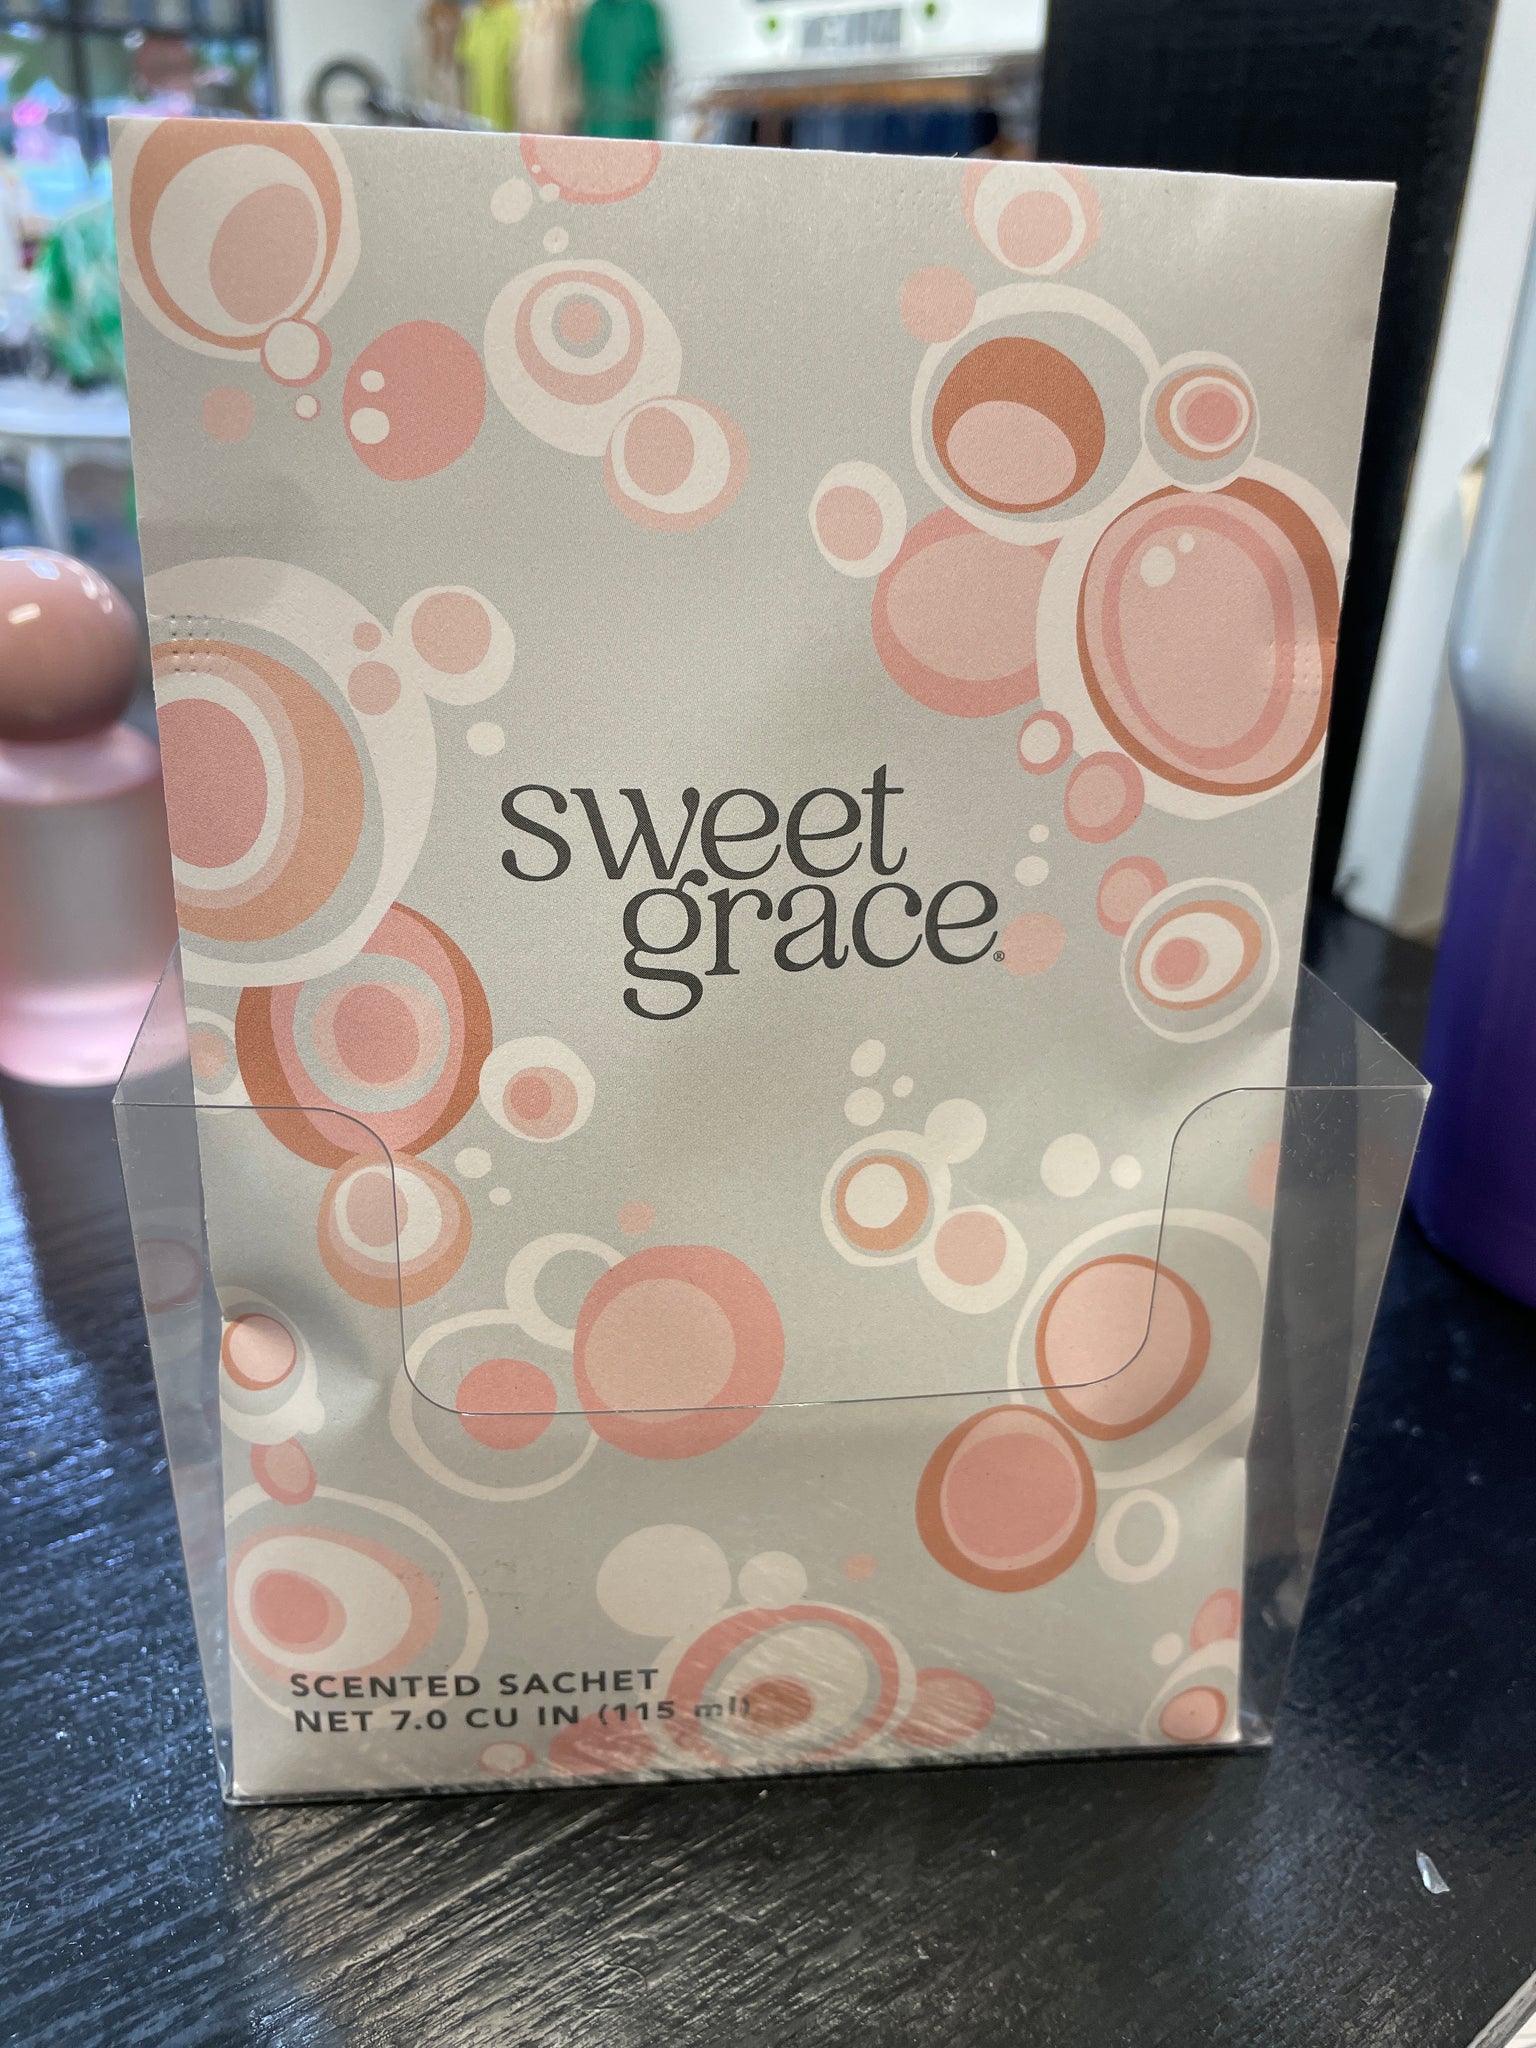 sweet
grace®
SCENTED SACHET
NET 7.0 CU IN (115 ml)